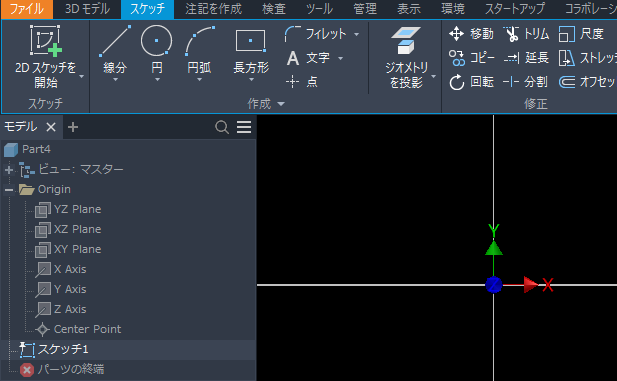 ファイル 3D モデル スケッチ 注記を作成 検査 ツール 管理 表示 環境 スタートアップ コラボレーシ
2D スケッチを
開始
線分 円 円弧 長方形
フィレット
文字
点
ジオメトリ
を投影
移動 トリム 尺度
コピー 延長 ストレッ
回転 分割 オフセッ
スケッチ 作成 修正
モデル
Part4
ビュー: マスター
Origin
YZ Plane
XZ Plane
XY Plane
X Axis
Y Axis
Z Axis
Center Point
スケッチ1
パーツの終端
Y
X